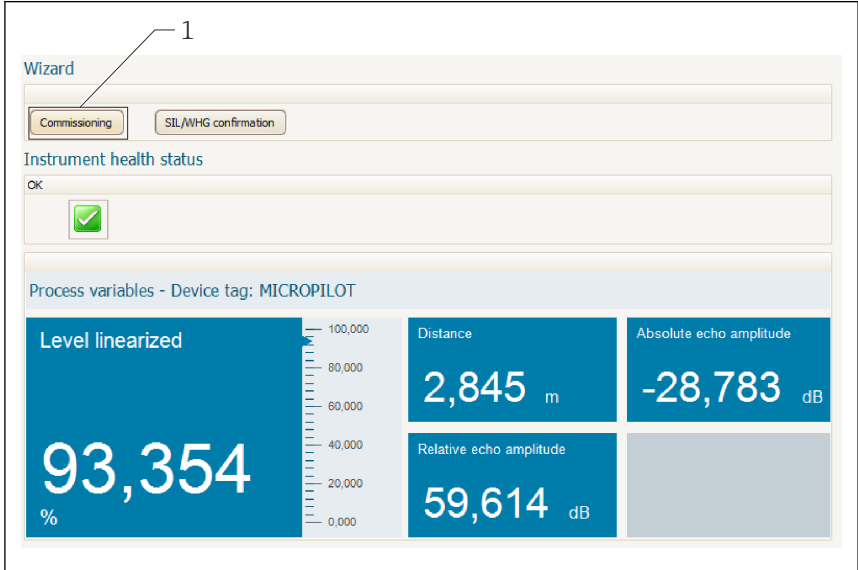 1
Wizard
Commissioning
SIL/WHG confirmation
Instrument health status
OK
Process variables - Device tag: MICROPILOT
Level linearized
93,354
%
100,000
80,000
60,000
40,000
20,000
0,000
Distance
2,845 m
Absolute echo amplitude
-28,783 dB
Relative echo amplitude
59,614 dB